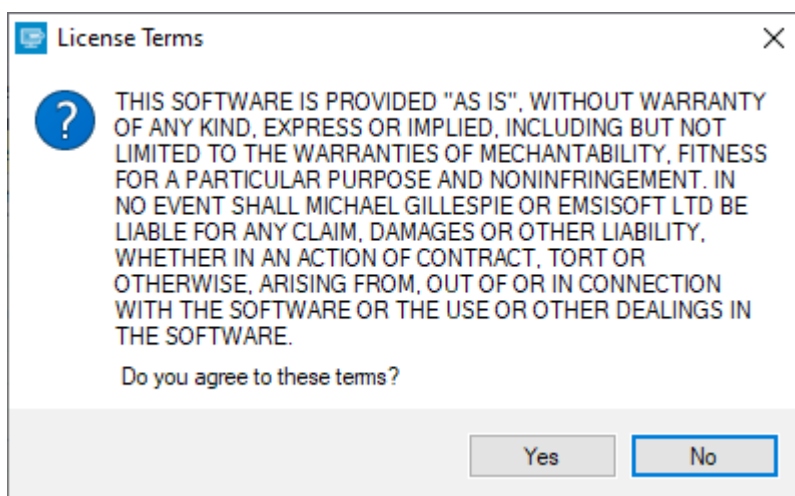 License Terms
THIS SOFTWARE IS PROVIDED "AS IS", WITHOUT WARRANTY
OF ANY KIND, EXPRESS OR IMPLIED, INCLUDING BUT NOT
LIMITED TO THE WARRANTIES OF MECHANTABILITY, FITNESS
FOR A PARTICULAR PURPOSE AND NONINFRINGEMENT. IN
NO EVENT SHALL MICHAEL GILLESPIE OR EMSISOFT LTD BE
LIABLE FOR ANY CLAIM, DAMAGES OR OTHER LIABILITY,
WHETHER IN AN ACTION OF CONTRACT, TORT OR
OTHERWISE, ARISING FROM, OUT OF OR IN CONNECTION
WITH THE SOFTWARE OR THE USE OR OTHER DEALINGS IN
THE SOFTWARE.
Do you agree to these terms?
Yes No